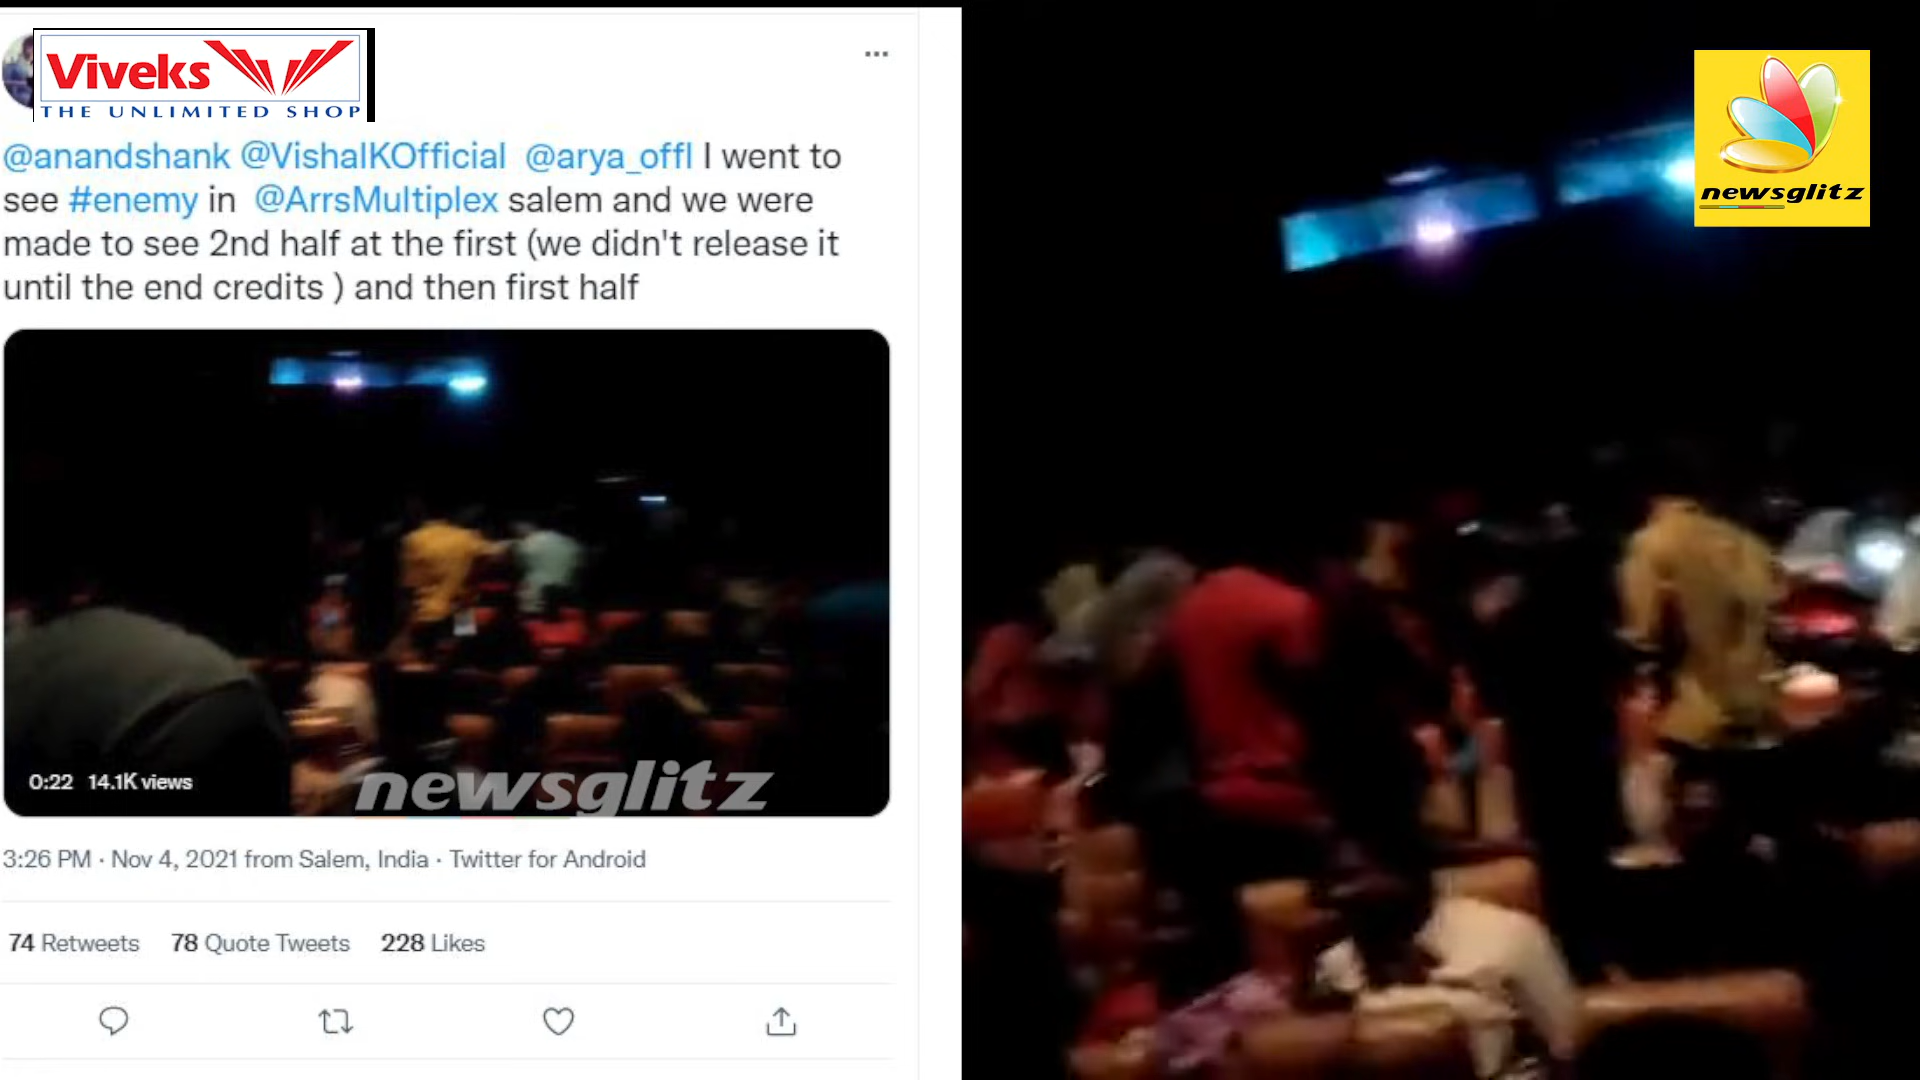 Viveks
THE UNLIMITED SHOP
@anandshank @VishalKOfficial @arya_offl I went to
see #enemy in @ArrsMultiplex salem and we were
made to see 2nd half at the first (we didn't release it
until the end credits ) and then first half
0:22 14.1K views
newsglitz
3:26 PM · Nov 4, 2021 from Salem, India · Twitter for Android
74 Retweets 78 Quote Tweets 228 Likes
newsglitz